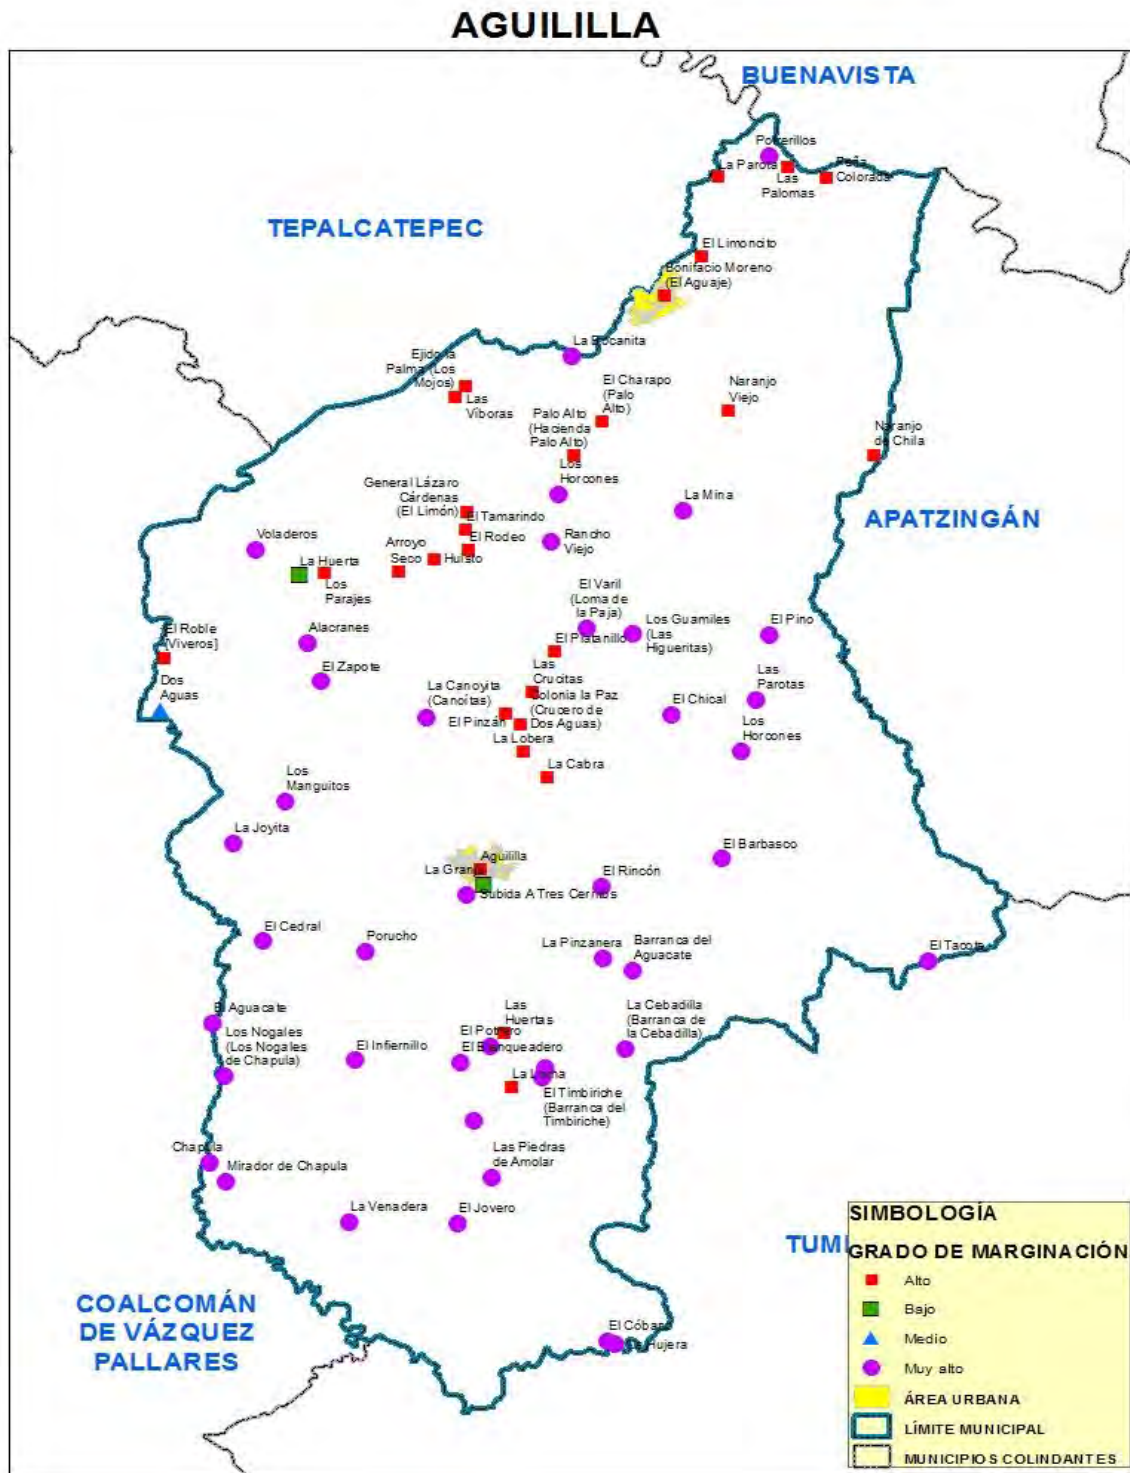 AGUILILLA
BUENAVISTA
Potrerillos
La Parota
Las
Palomas
Peña
Colorada
TEPALCATEPEC
El Limoncito
Bonifacio Moreno
(El Aguaje)
La Bocanita
Ejido la
Palma (Los
Mojos)
Las
Víboras
El Charapo
(Palo
Alto)
Naranjo
Viejo
Palo Alto
(Hacienda
Palo Alto)
Naranjo
de Chila
Los
Horcones
General Lázaro
Cárdenas
(El Limón)
La Mina
APATZINGÁN
El Tamarindo
El Rodeo
Voladeros
Arroyo
Seco
Huisto
Rancho
Viejo
La Huerta
Los
Parajes
El Varil
(Loma de
la Paja)
Los Guamiles
(Las
Higueritas)
El Pino
El Roble
[Viveros]
Alacranes
El Platanillo
El Zapote
Las
Crucitas
Las
Parotas
Dos
Aguas
La Canoyita
(Canoítas)
El Pinzán
Colonia la Paz
(Crucero de
Dos Aguas)
El Chical
Los
Horcones
La Lobera
La Cabra
Los
Manguitos
La Joyita
El Barbasco
Aguililla
La Granja
Subida A Tres Cerritos
El Rincón
El Cedral
Porucho
La Pinzanera
Barranca del
Aguacate
El Tacote
El Aguacate
Las
Huertas
La Cebadilla
(Barranca de
la Cebadilla)
Los Nogales
(Los Nogales
de Chapula)
El Infiernillo
El Potrero
El Blanqueadero
La Loma
El Timbiriche
(Barranca del
Timbiriche)
Chapula
Mirador de Chapula
Las Piedras
de Amolar
La Venadera
El Jovero
COALCOMÁN
DE VÁZQUEZ
PALLARES
El Cóbano
Hujera
TUM
SIMBOLOGÍA
GRADO DE MARGINACIÓN
Alto
Bajo
Medio
Muy alto
ÁREA URBANA
LÍMITE MUNICIPAL
MUNICIPIOS COLINDANTES